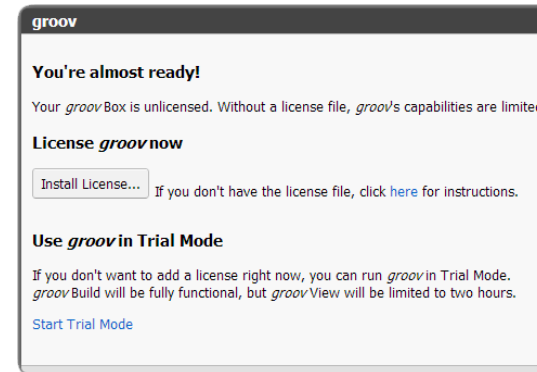 groov
You're almost ready!
Your groov Box is unlicensed. Without a license file, groov's capabilities are limited
License groov now
Install License... If you don't have the license file, click here for instructions.
Use groov in Trial Mode
If you don't want to add a license right now, you can run groov in Trial Mode.
groov Build will be fully functional, but groov View will be limited to two hours.
Start Trial Mode